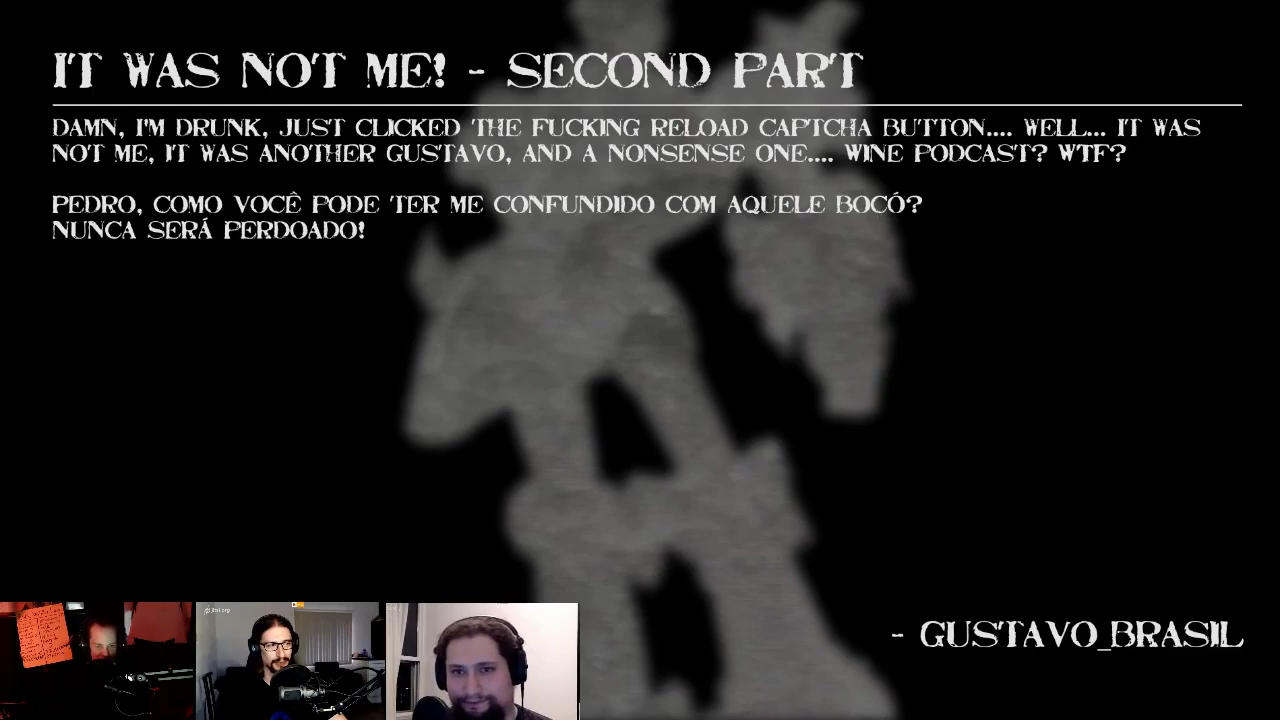 IT WAS NOT ME! - SECOND PART
DAMN, I'M DRUNK, JUST CLICKED THE FUCKING RELOAD CAPTCHA BUTTON.... WELL... IT WAS
NOT ME, IT WAS ANOTHER GUSTAVO, AND A NONSENSE ONE.... WINE PODCAST? WTF?
PEDRO, COMO VOCÊ PODE TER ME CONFUNDIDO COM AQUELE BOCÓ?
NUNCA SERÁ PERDOADO!
jitsi.org
- GUSTAVO_BRASIL